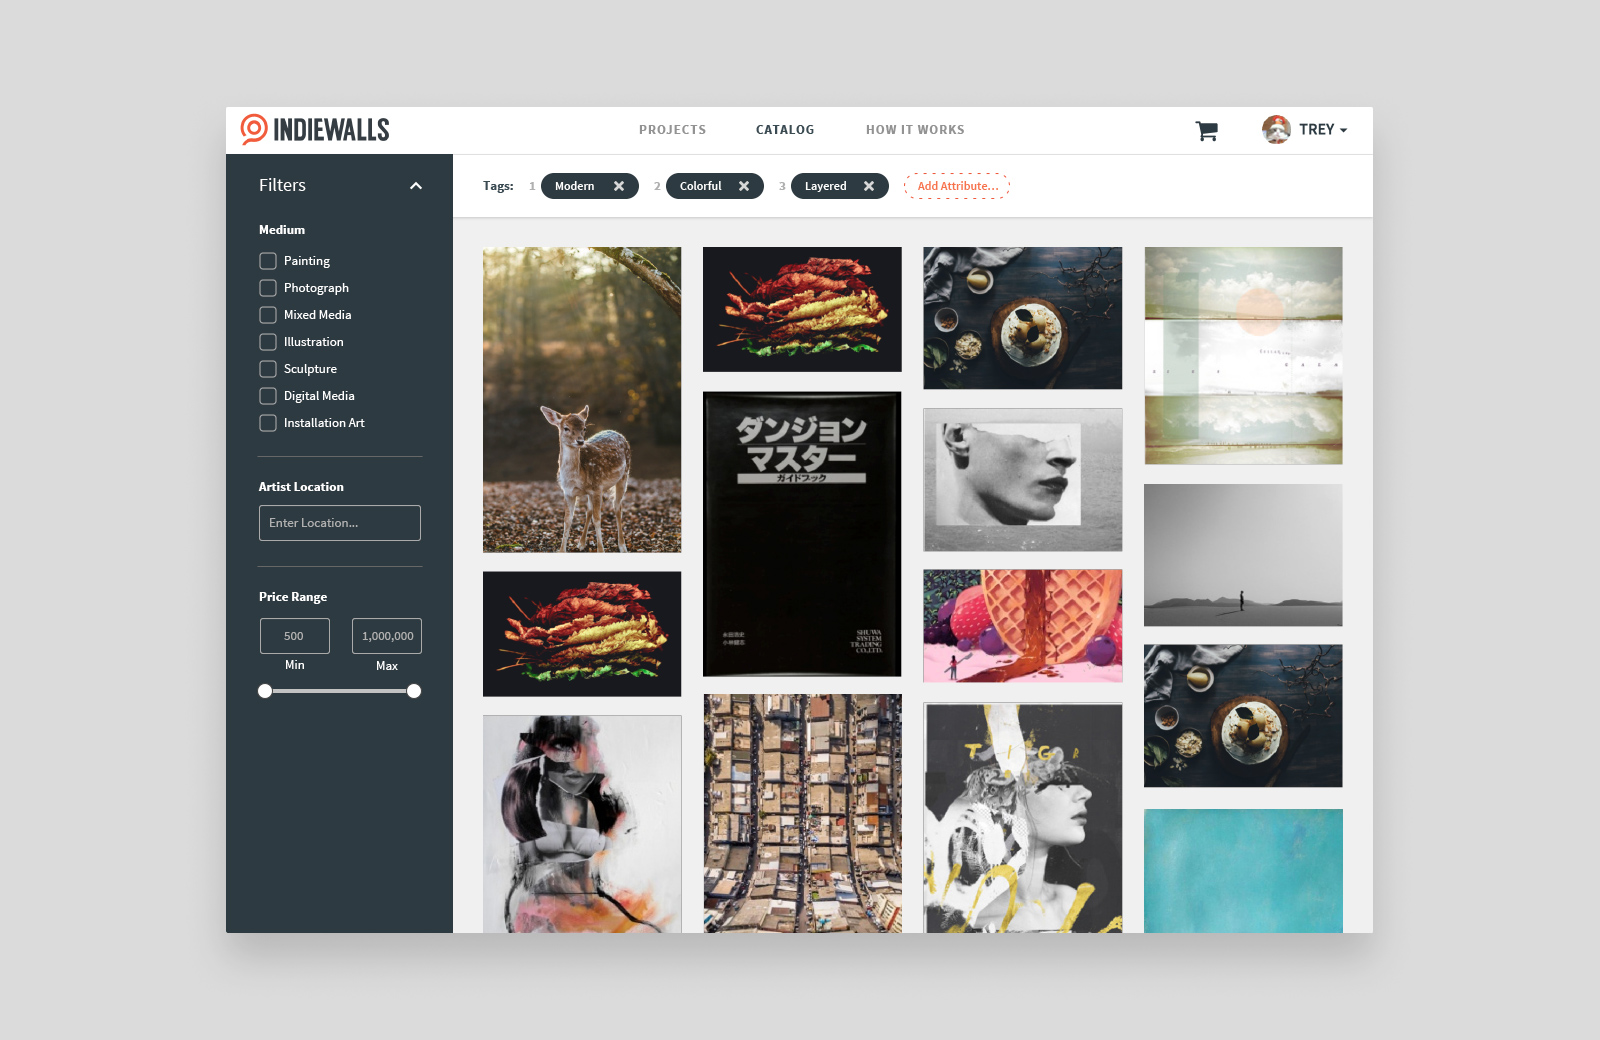 INDIEWALLS
PROJECTS
CATALOG
HOW IT WORKS
TREY
Filters
Medium
Painting
Photograph
Mixed Media
Illustration
Sculpture
Digital Media
Installation Art
Artist Location
Enter Location...
Price Range
500
1,000,000
Min
Max
Tags:
1 Modern
2 Colorful
3 Layered
Add Attribute...
ダンジョン
マスター
ガイドブック
SHUWA
SYSTEM
TRADING
CO.,LTD.
T I G R